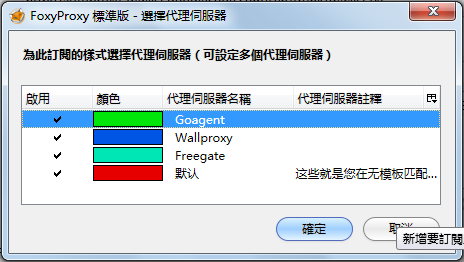 FoxyProxy 標準版 - 選擇代理伺服器
為此訂閱的樣式選擇代理伺服器（可設定多個代理伺服器）
啟用 顏色 代理伺服器名稱 代理伺服器註釋
Goagent
Wallproxy
Freegate
默认 这些就是您在无模板匹配...
確定 取消
新增要訂閱